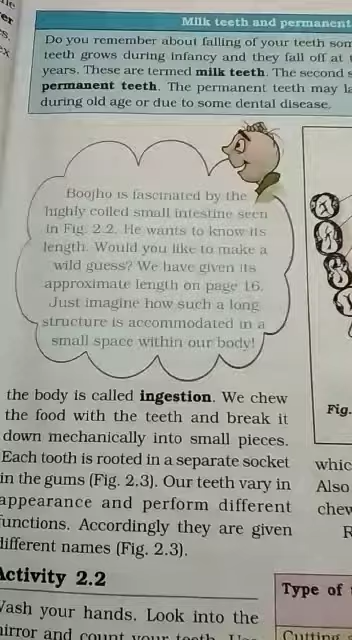 Milk teeth and permanent
Do you remember about falling of your teeth som
teeth grows during infancy and they fall off at
years. These are termed milk teeth. The second s
permanent teeth. The permanent teeth may la
during old age or due to some dental disease.
Boojho is fascinated by the
highly coiled small intestine seen
in Fig. 2.2. He wants to know its
length. Would you like to make a
wild guess? We have given its
approximate length on page 16.
Just imagine how such a long
structure is accommodated in a
small space within our body!
the body is called ingestion. We chew
the food with the teeth and break it
down mechanically into small pieces.
Each tooth is rooted in a separate socket
in the gums (Fig. 2.3). Our teeth vary in
appearance and perform different
functions. Accordingly they are given
different names (Fig. 2.3).
Activity 2.2
Wash your hands. Look into the
mirror and count your teeth. Use
Fig.
whic
Also
chew
R
Type of
Cutting